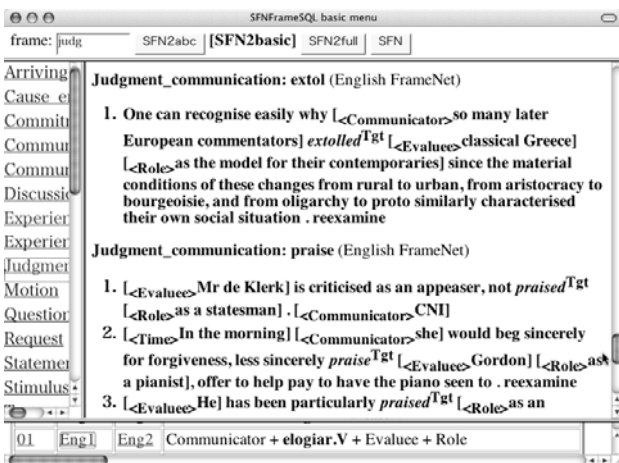 SFNFrameSQL basic menu
frame: judg SFN2abc [SFN2basic] SFN2full SFN
Arriving
Cause_e
Commit
Commur
Commur
Discussi
Experien
Experien
Judgmer
Motion
Question
Request
Statemer
Stimulus
Judgment_communication: extol (English FrameNet)
1. One can recognise easily why [<Communicator>so many later
European commentators] extolledTgt [<Evaluee>classical Greece]
[<Role>as the model for their contemporaries] since the material
conditions of these changes from rural to urban, from aristocracy to
bourgeoisie, and from oligarchy to proto similarly characterised
their own social situation . reexamine
Judgment_communication: praise (English FrameNet)
1. [<Evaluee>Mr de Klerk] is criticised as an appeaser, not praisedTgt
[<Role>as a statesman] . [<Communicator>CNI]
2. [<Time>In the morning] [<Communicator>she] would beg sincerely
for forgiveness, less sincerely praiseTgt [<Evaluee>Gordon] [<Role>as
a pianist], offer to help pay to have the piano seen to . reexamine
3. [<Evaluee>He] has been particularly praisedTgt [<Role>as an
01 Eng1 Eng2 Communicator + elogiar.V + Evaluee + Role